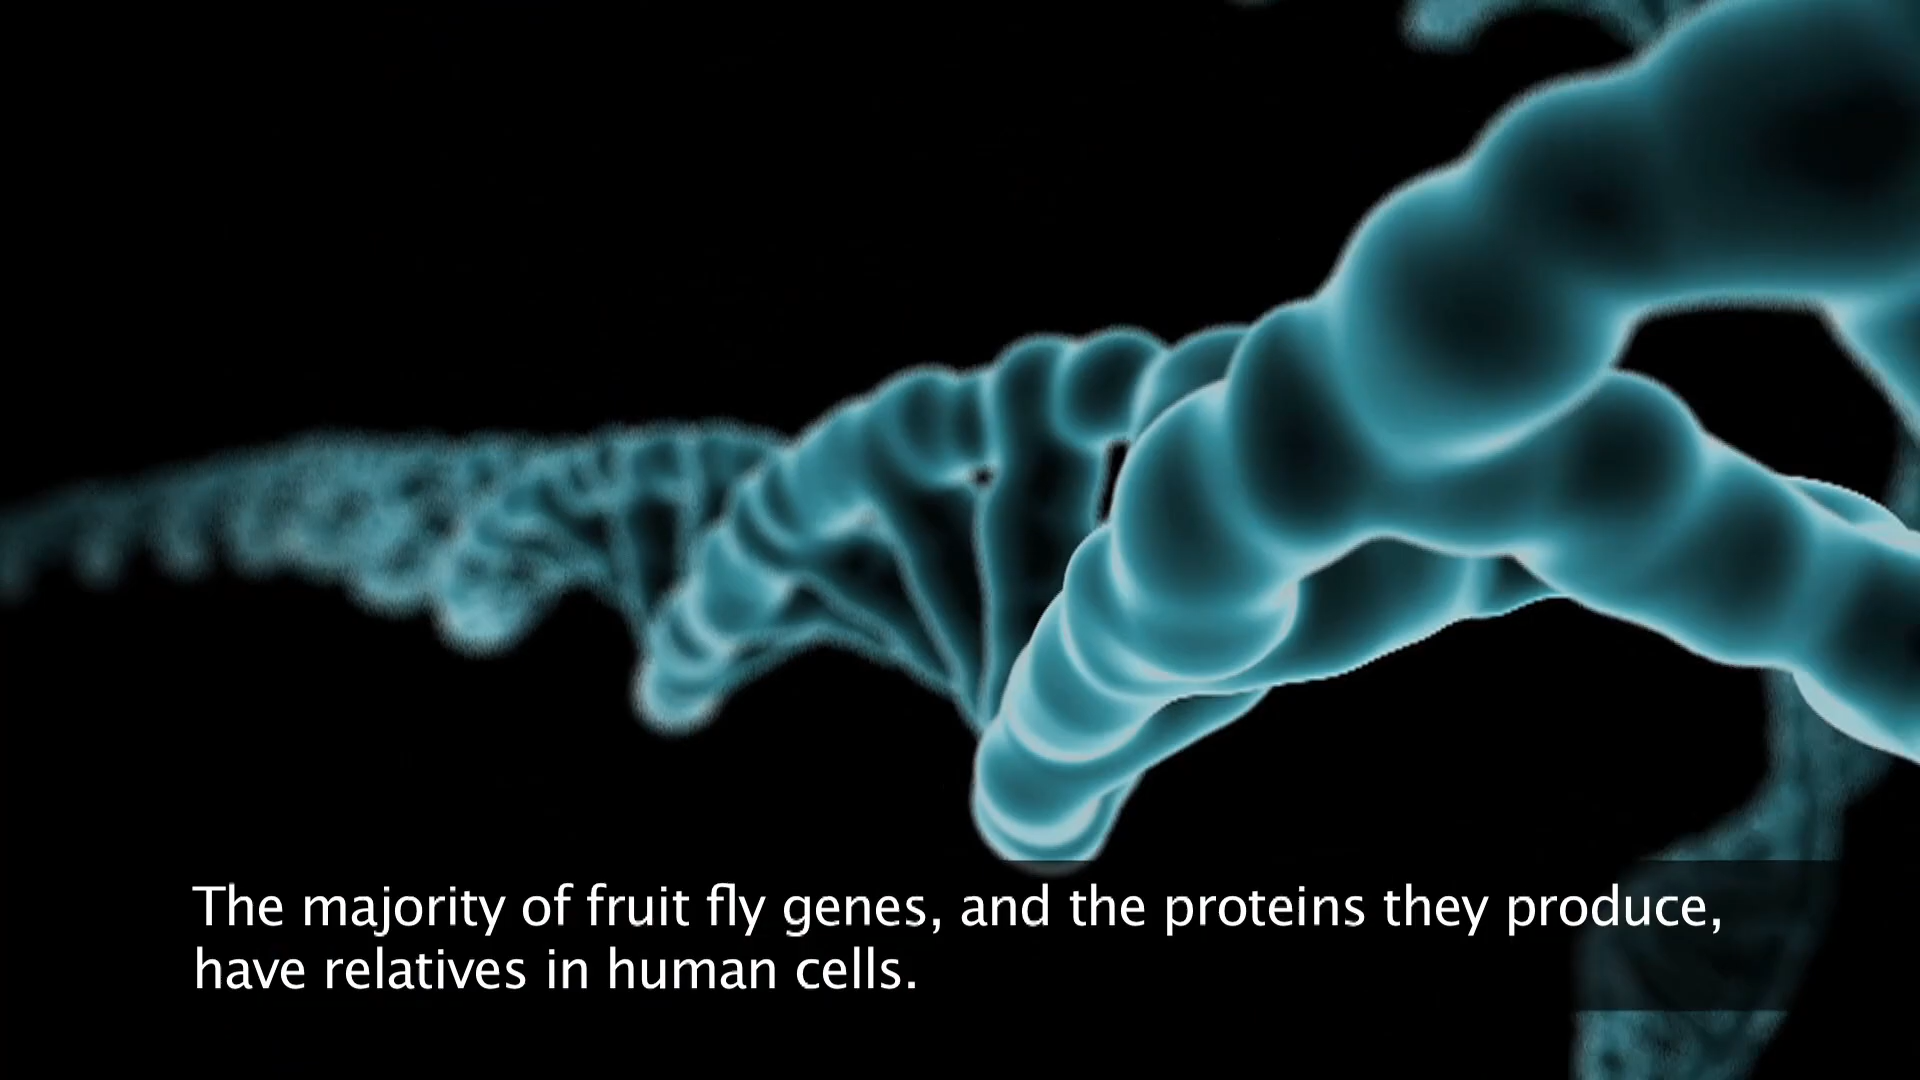 The majority of fruit fly genes, and the proteins they produce,
have relatives in human cells.